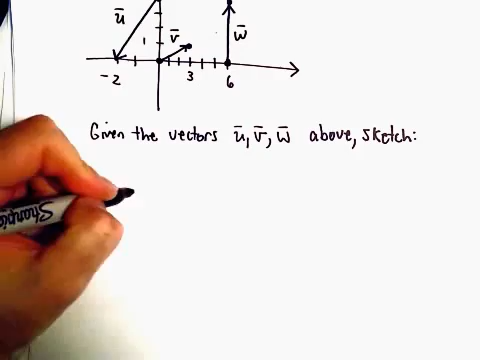 ū
1
v̄
w̄
-2 3 6
Given the vectors ū, v̄, w̄ above, sketch:
Sharpie